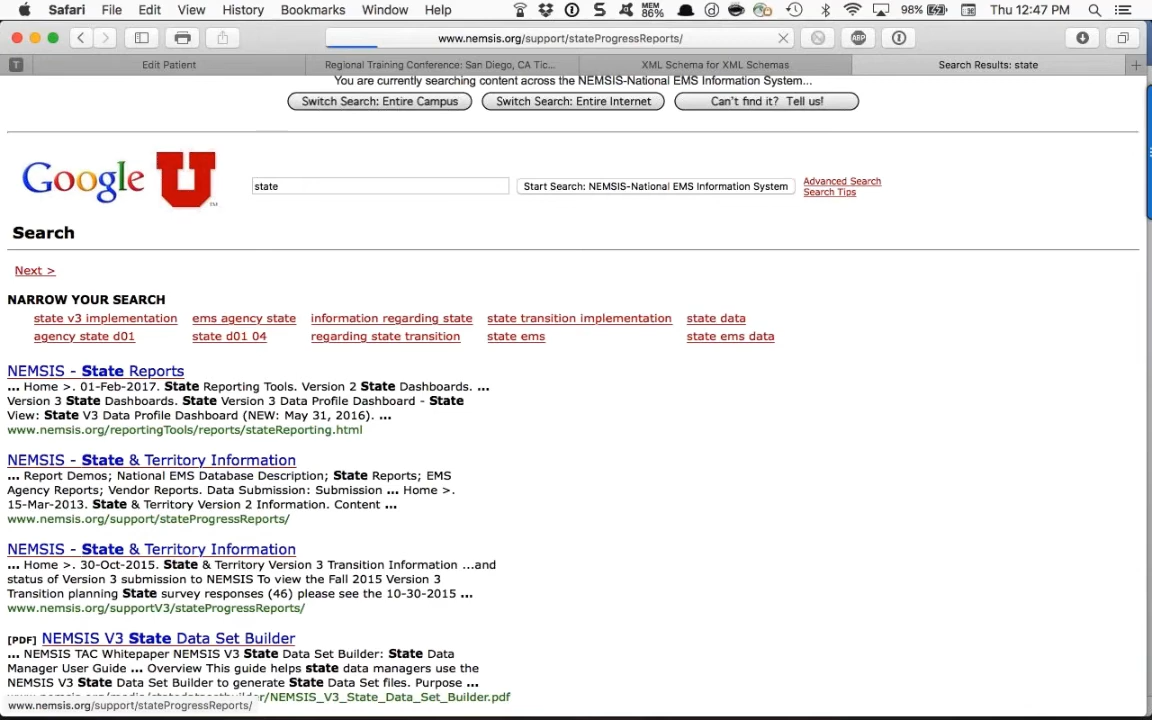 Safari File Edit View History Bookmarks Window Help MEM 86% 98% Thu 12:47 PM
www.nemsis.org/support/stateProgressReports/ ABP
T Edit Patient Regional Training Conference: San Diego, CA Tic... XML Schema for XML Schemas Search Results: state
You are currently searching content across the NEMSIS-National EMS Information System...
Switch Search: Entire Campus Switch Search: Entire Internet Can't find it? Tell us!
Google U™ state Start Search: NEMSIS-National EMS Information System Advanced Search
Search Tips
Search
Next >
NARROW YOUR SEARCH
state v3 implementation ems agency state information regarding state state transition implementation state data
agency state d01 state d01 04 regarding state transition state ems state ems data
NEMSIS - State Reports
... Home >. 01-Feb-2017. State Reporting Tools. Version 2 State Dashboards. ...
Version 3 State Dashboards. State Version 3 Data Profile Dashboard - State
View: State V3 Data Profile Dashboard (NEW: May 31, 2016). ...
www.nemsis.org/reportingTools/reports/stateReporting.html
NEMSIS - State & Territory Information
... Report Demos; National EMS Database Description; State Reports; EMS
Agency Reports; Vendor Reports. Data Submission: Submission ... Home >.
15-Mar-2013. State & Territory Version 2 Information. Content ...
www.nemsis.org/support/stateProgressReports/
NEMSIS - State & Territory Information
... Home >. 30-Oct-2015. State & Territory Version 3 Transition Information ...and
status of Version 3 submission to NEMSIS To view the Fall 2015 Version 3
Transition planning State survey responses (46) please see the 10-30-2015 ...
www.nemsis.org/supportV3/stateProgressReports/
[PDF] NEMSIS V3 State Data Set Builder
... NEMSIS TAC Whitepaper NEMSIS V3 State Data Set Builder: State Data
Manager User Guide ... Overview This guide helps state data managers use the
NEMSIS V3 State Data Set Builder to generate State Data Set files. Purpose ...
/NEMSIS_V3_State_Data_Set_Builder.pdf
www.nemsis.org/support/stateProgressReports/